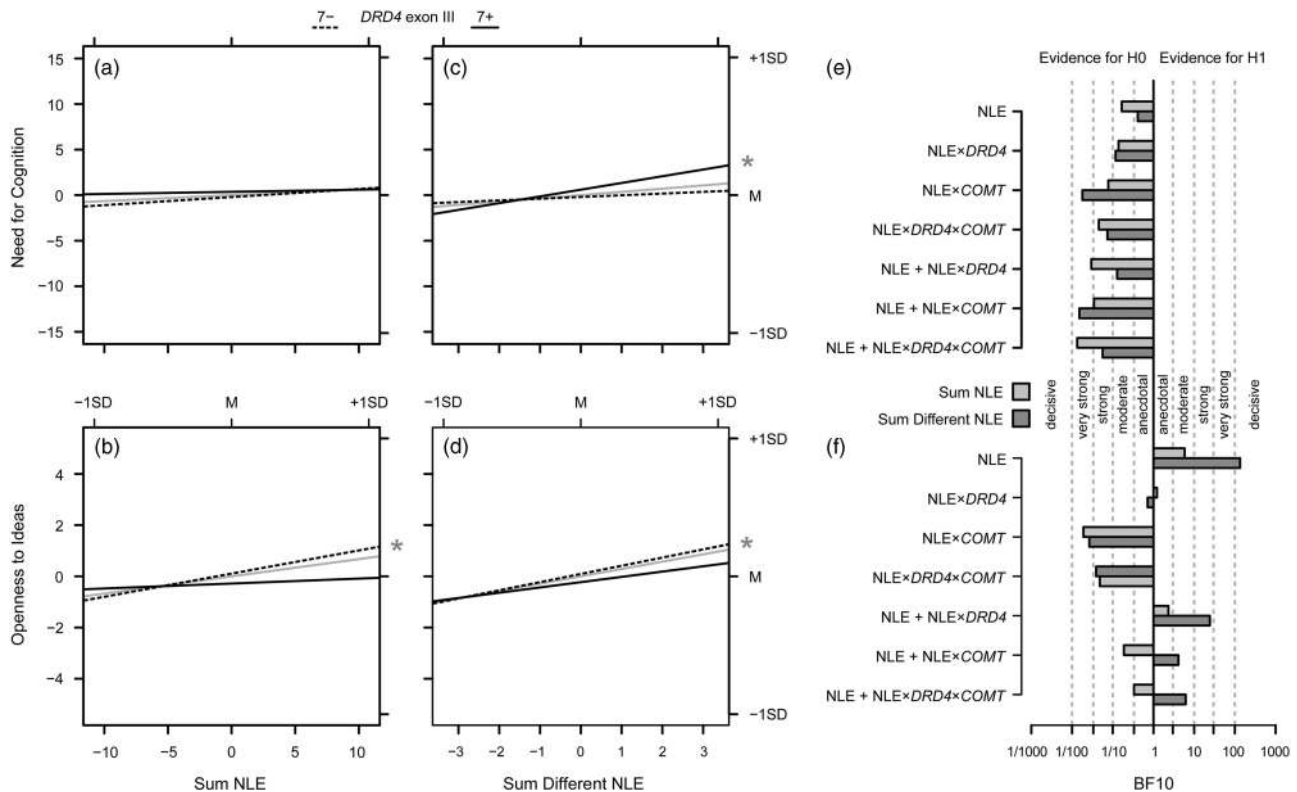 7− DRD4 exon III 7+
(a)
15
10
5
0
−5
−10
−15
Need for Cognition
(c)
+1SD
*
M
−1SD
−1SD M +1SD
−1SD M +1SD
(b)
4
2
0
−2
−4
Openness to Ideas
*
−10 −5 0 5 10
Sum NLE
(d)
+1SD
*
M
−1SD
−3 −2 −1 0 1 2 3
Sum Different NLE
(e)
Evidence for H0 Evidence for H1
NLE
NLE×DRD4
NLE×COMT
NLE×DRD4×COMT
NLE + NLE×DRD4
NLE + NLE×COMT
NLE + NLE×DRD4×COMT
Sum NLE
Sum Different NLE
decisive
very strong
strong
moderate
anecdotal
anecdotal
moderate
strong
very strong
decisive
(f)
NLE
NLE×DRD4
NLE×COMT
NLE×DRD4×COMT
NLE + NLE×DRD4
NLE + NLE×COMT
NLE + NLE×DRD4×COMT
1/1000 1/100 1/10 1 10 100 1000
BF10